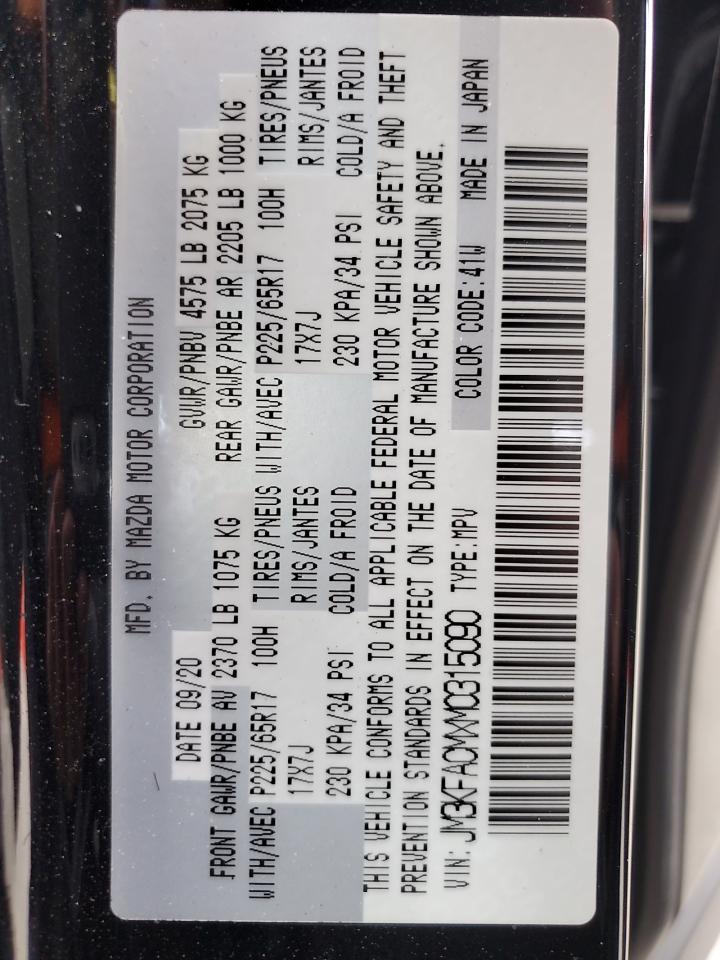 MFD. BY MAZDA MOTOR CORPORATION
DATE 09/20 GVWR/PNBV 4575 LB 2075 KG
FRONT GAWR/PNBE AV 2370 LB 1075 KG REAR GAWR/PNBE AR 2205 LB 1000 KG
WITH/AVEC P225/65R17 100H TIRES/PNEUS WITH/AVEC P225/65R17 100H TIRES/PNEUS
17X7J RIMS/JANTES 17X7J RIMS/JANTES
230 KPA/34 PSI COLD/A FROID 230 KPA/34 PSI COLD/A FROID
THIS VEHICLE CONFORMS TO ALL APPLICABLE FEDERAL MOTOR VEHICLE SAFETY AND THEFT
PREVENTION STANDARDS IN EFFECT ON THE DATE OF MANUFACTURE SHOWN ABOVE.
VIN: JM3KFACMXM0315090 TYPE:MPV COLOR CODE:41W MADE IN JAPAN